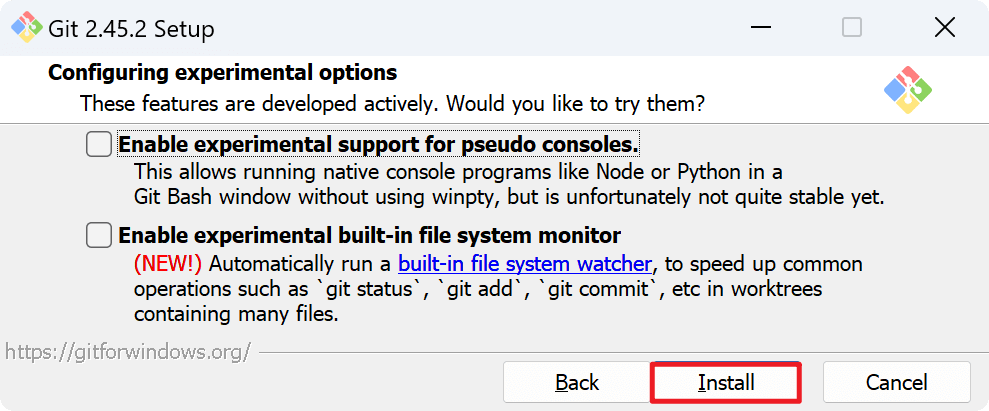 Git 2.45.2 Setup
Configuring experimental options
These features are developed actively. Would you like to try them?
Enable experimental support for pseudo consoles.
This allows running native console programs like Node or Python in a
Git Bash window without using winpty, but is unfortunately not quite stable yet.
Enable experimental built-in file system monitor
(NEW!) Automatically run a built-in file system watcher, to speed up common
operations such as `git status`, `git add`, `git commit`, etc in worktrees
containing many files.
https://gitforwindows.org/
Back Install Cancel